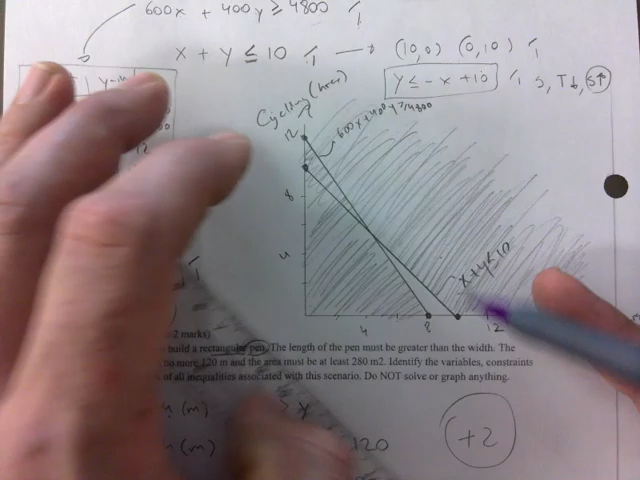 600x + 400y ≥ 4800
x + y ≤ 10 → (10,0) (0,10)
y ≤ -x + 10 S, T↓, S↑
Cycling (hrs)
12
600x + 400y ≥ 4800
8
4
x+y≤10
4 8 12
2 marks)
build a rectangular pen. The length of the pen must be greater than the width. The
no more 120 m and the area must be at least 280 m2. Identify the variables, constraints
of all inequalities associated with this scenario. Do NOT solve or graph anything.
(m) > y
(m) 120
+2